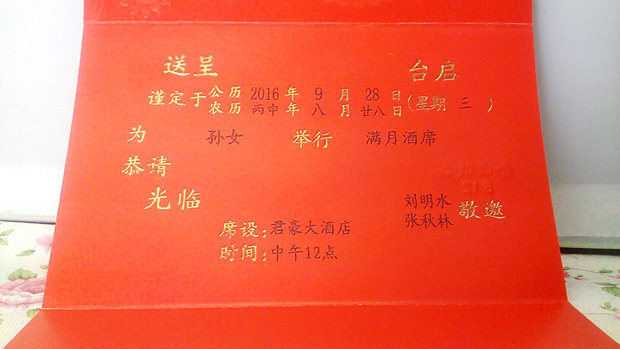 送呈 台启
谨定于 公历 2016 年 9 月 28 日 (星期 三 )
农历 丙申 年 八 月 廿八 日
为 孙女 举行 满月酒席
恭请
光临
刘明水
张秋林 敬邀
席设:君豪大酒店
时间:中午12点